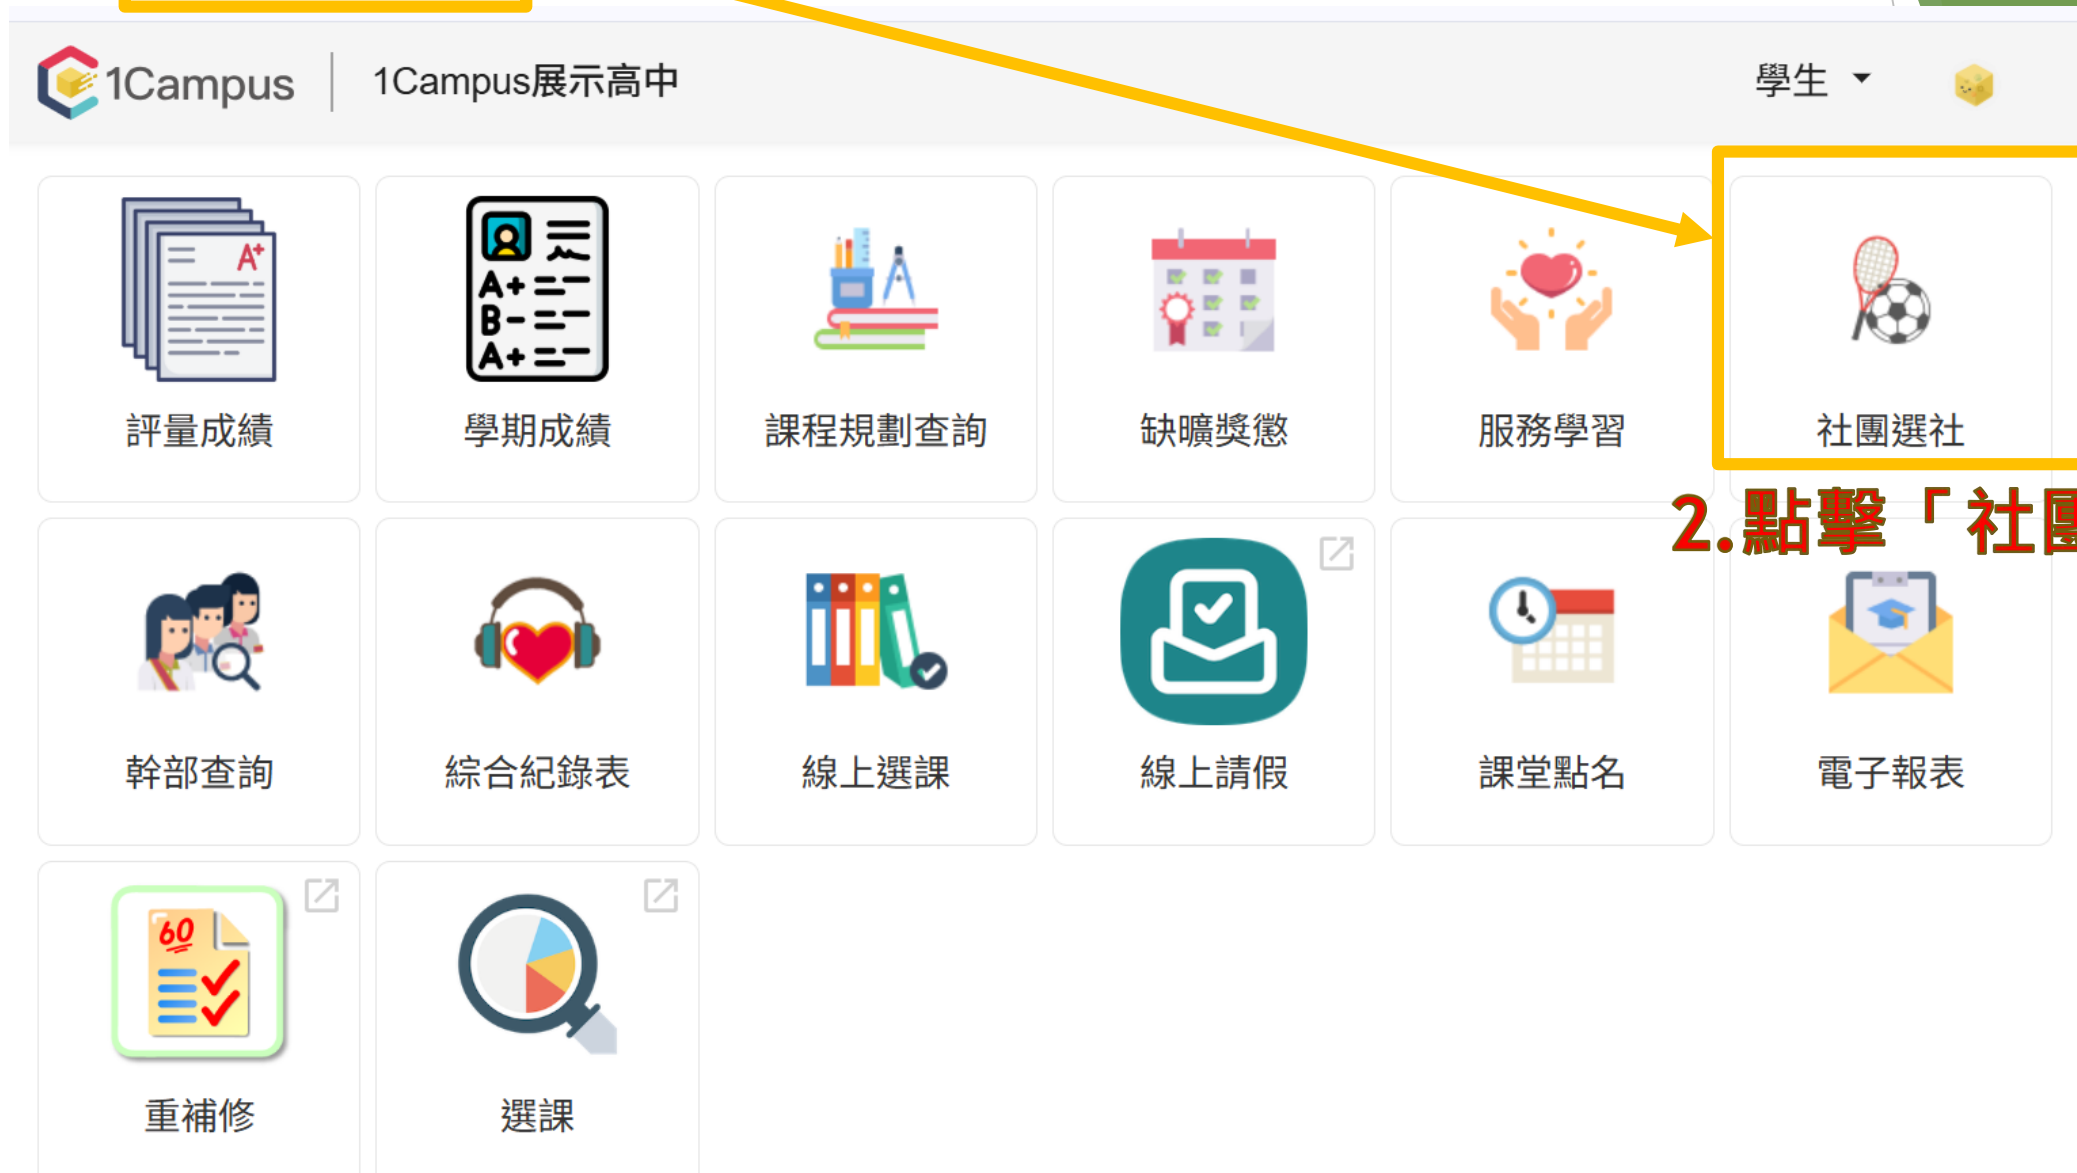 1Campus 1Campus展示高中 學生
評量成績 學期成績 課程規劃查詢 缺曠獎懲 服務學習 社團選社
2.點擊「社團
幹部查詢 綜合紀錄表 線上選課 線上請假 課堂點名 電子報表
重補修 選課
A+
A+
B-
A+
60